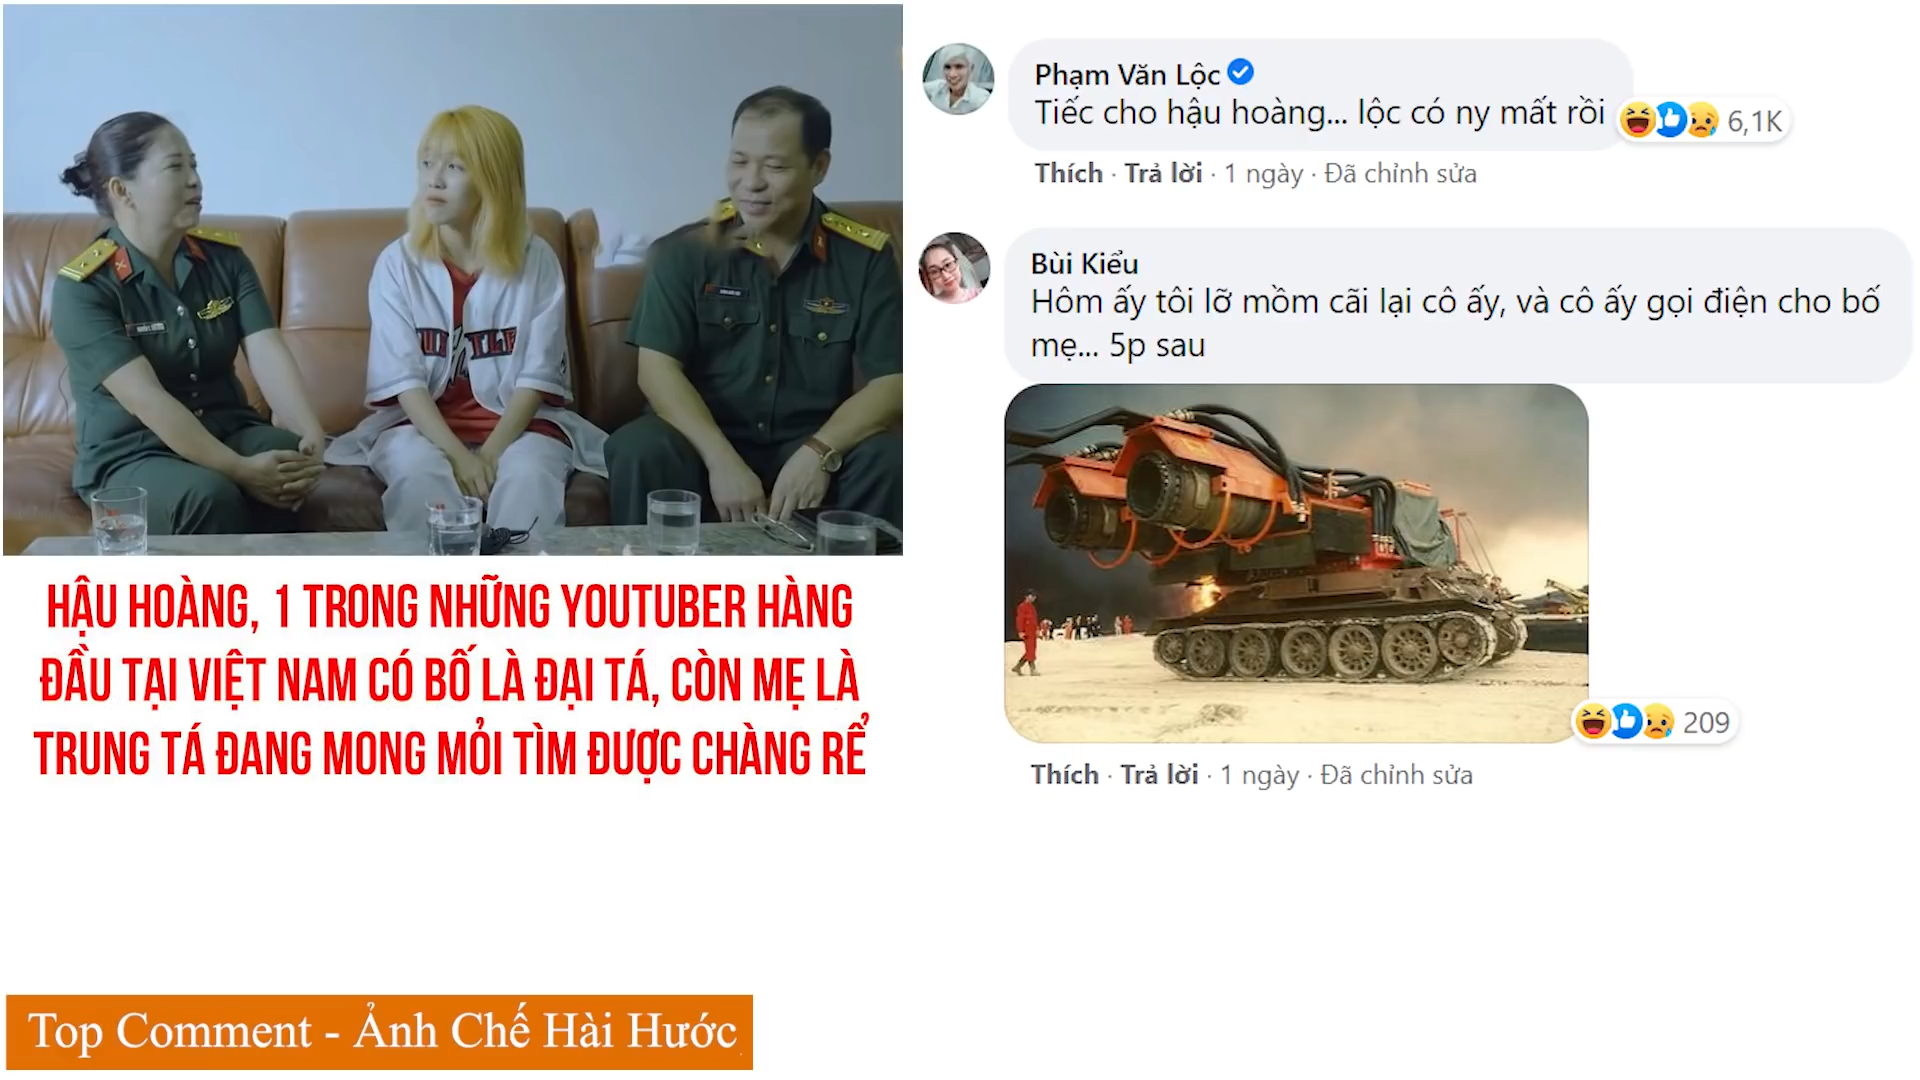 HẬU HOÀNG, 1 TRONG NHỮNG YOUTUBER HÀNG
ĐẦU TẠI VIỆT NAM CÓ BỐ LÀ ĐẠI TÁ, CÒN MẸ LÀ
TRUNG TÁ ĐANG MONG MỎI TÌM ĐƯỢC CHÀNG RỂ
Phạm Văn Lộc
Tiếc cho hậu hoàng... lộc có ny mất rồi
6,1K
Thích · Trả lời · 1 ngày · Đã chỉnh sửa
Bùi Kiểu
Hôm ấy tôi lỡ mồm cãi lại cô ấy, và cô ấy gọi điện cho bố
mẹ... 5p sau
209
Thích · Trả lời · 1 ngày · Đã chỉnh sửa
Top Comment - Ảnh Chế Hài Hước